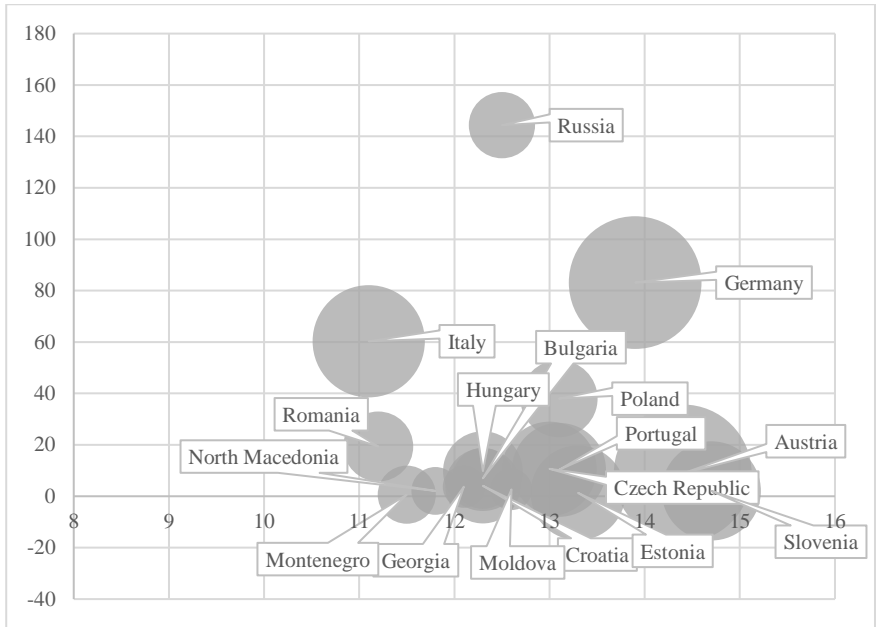 180
160
140
120
100
80
60
40
20
0
-20
-40
8 9 10 11 12 13 14 15 16
Russia
Germany
Italy
Bulgaria
Hungary
Poland
Romania
Portugal
Austria
North Macedonia
Czech Republic
Slovenia
Montenegro
Georgia
Moldova
Croatia
Estonia